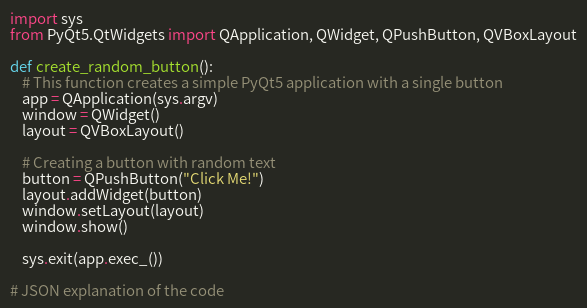 import sys
from PyQt5.QtWidgets import QApplication, QWidget, QPushButton, QVBoxLayout

def create_random_button():
    # This function creates a simple PyQt5 application with a single button
    app = QApplication(sys.argv)
    window = QWidget()
    layout = QVBoxLayout()

    # Creating a button with random text
    button = QPushButton("Click Me!")
    layout.addWidget(button)
    window.setLayout(layout)
    window.show()

    sys.exit(app.exec_())

# JSON explanation of the code